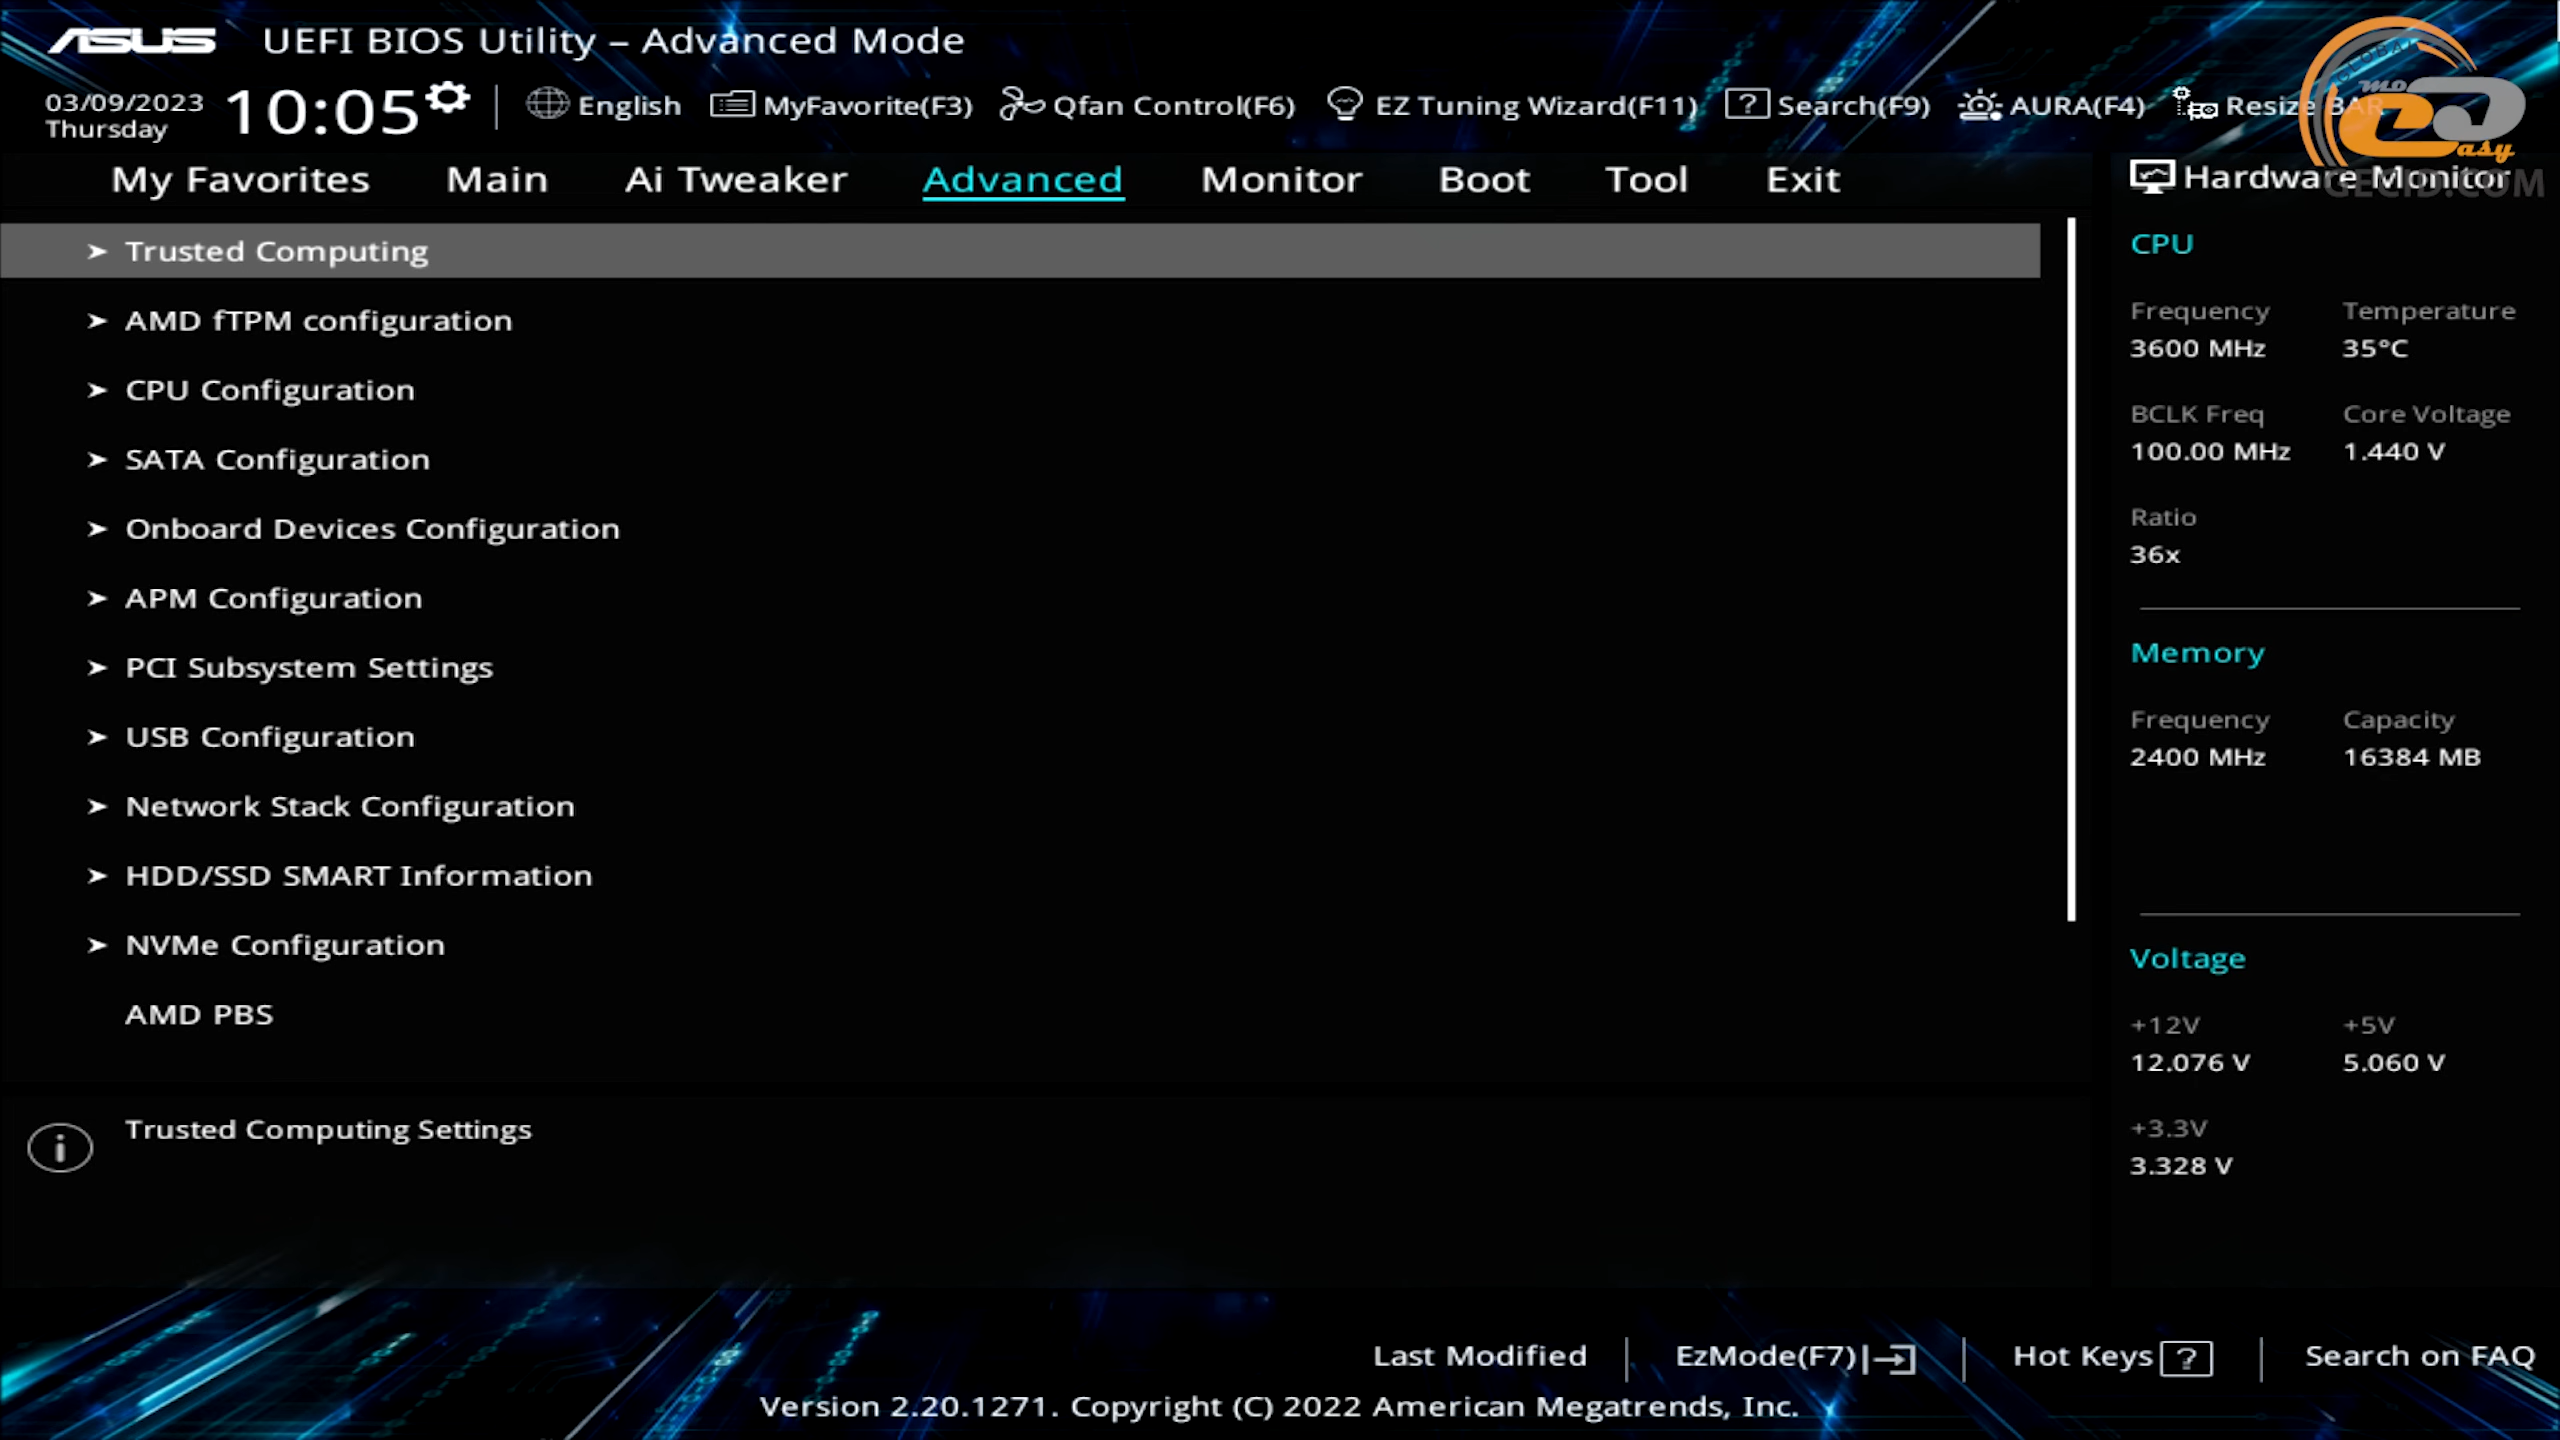 ASUS UEFI BIOS Utility – Advanced Mode
03/09/2023
Thursday
10:05
English MyFavorite(F3) Qfan Control(F6) EZ Tuning Wizard(F11) Search(F9) AURA(F4) Resize BAR
My Favorites Main Ai Tweaker Advanced Monitor Boot Tool Exit
Hardware Monitor
GECID.COM
Trusted Computing
AMD fTPM configuration
CPU Configuration
SATA Configuration
Onboard Devices Configuration
APM Configuration
PCI Subsystem Settings
USB Configuration
Network Stack Configuration
HDD/SSD SMART Information
NVMe Configuration
AMD PBS
CPU
Frequency Temperature
3600 MHz 35°C
BCLK Freq Core Voltage
100.00 MHz 1.440 V
Ratio
36x
Memory
Frequency Capacity
2400 MHz 16384 MB
Voltage
+12V +5V
12.076 V 5.060 V
+3.3V
3.328 V
Trusted Computing Settings
Last Modified EzMode(F7) Hot Keys ? Search on FAQ
Version 2.20.1271. Copyright (C) 2022 American Megatrends, Inc.